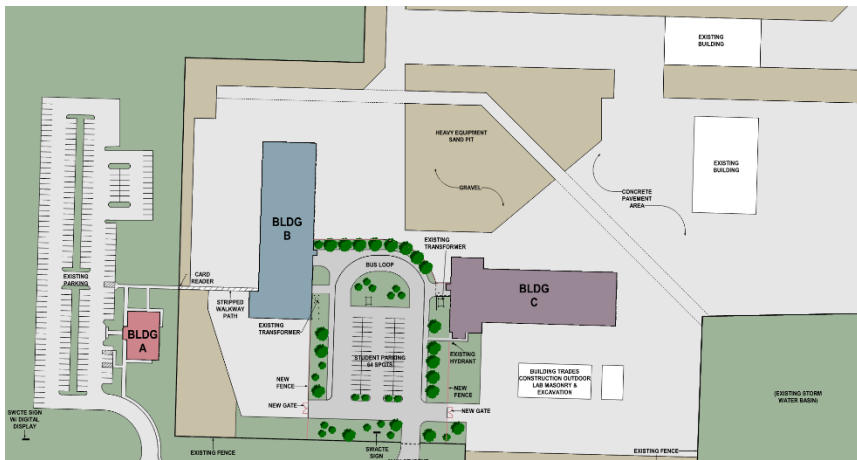 EXISTING
BUILDING
HEAVY EQUIPMENT
SAND PIT
EXISTING
BUILDING
GRAVEL
CONCRETE
PAVEMENT
AREA
BLDG
B
EXISTING
TRANSFORMER
BUS LOOP
CARD
READER
EXISTING
PARKING
BLDG
C
STRIPPED
WALKWAY
PATH
EXISTING
TRANSFORMER
BLDG
A
STUDENT PARKING
64 SPOTS
EXISTING
HYDRANT
BUILDING TRADES
CONSTRUCTION OUTDOOR
LAB MASONRY &
EXCAVATION
NEW
FENCE
NEW
FENCE
(EXISTING STORM
WATER BASIN)
NEW GATE
NEW GATE
SWCTE SIGN
W/ DIGITAL
DISPLAY
SWACTE
SIGN
EXISTING FENCE
EXISTING FENCE